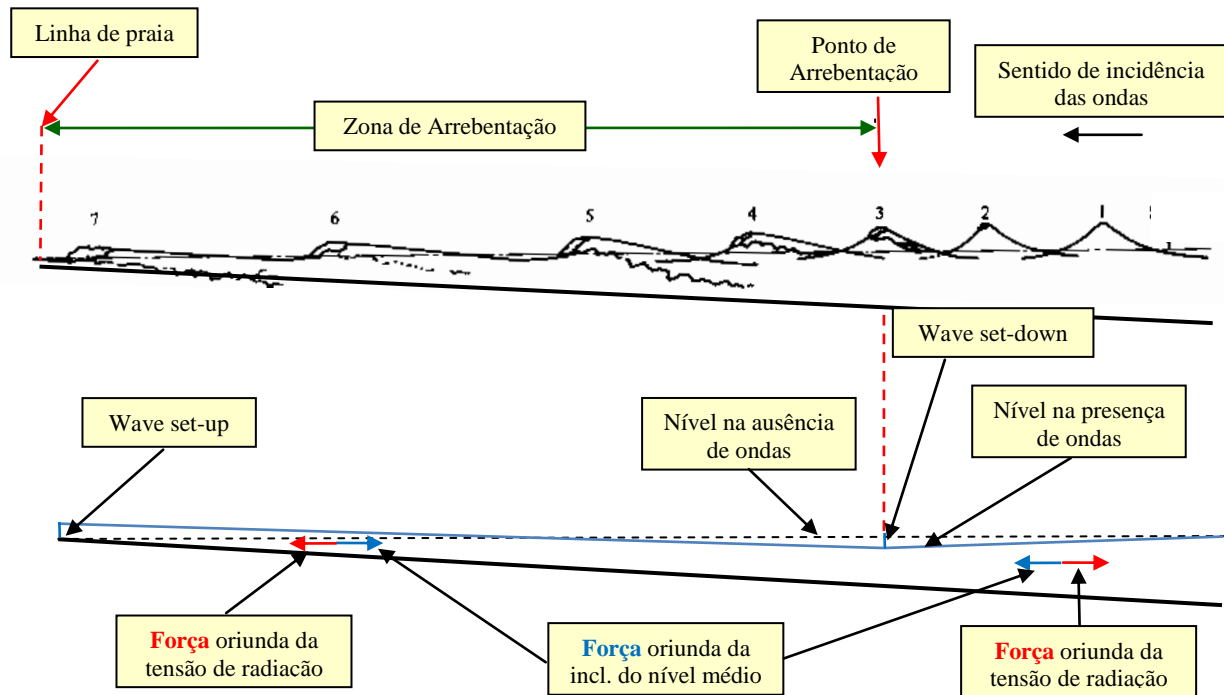 Linha de praia
Ponto de
Arrebentação
Sentido de incidência
das ondas
Zona de Arrebentação
7
6
5
4
3
2
1
Wave set-down
Wave set-up
Nível na ausência
de ondas
Nível na presença
de ondas
Força oriunda da
tensão de radiação
Força oriunda da
incl. do nível médio
Força oriunda da
tensão de radiação